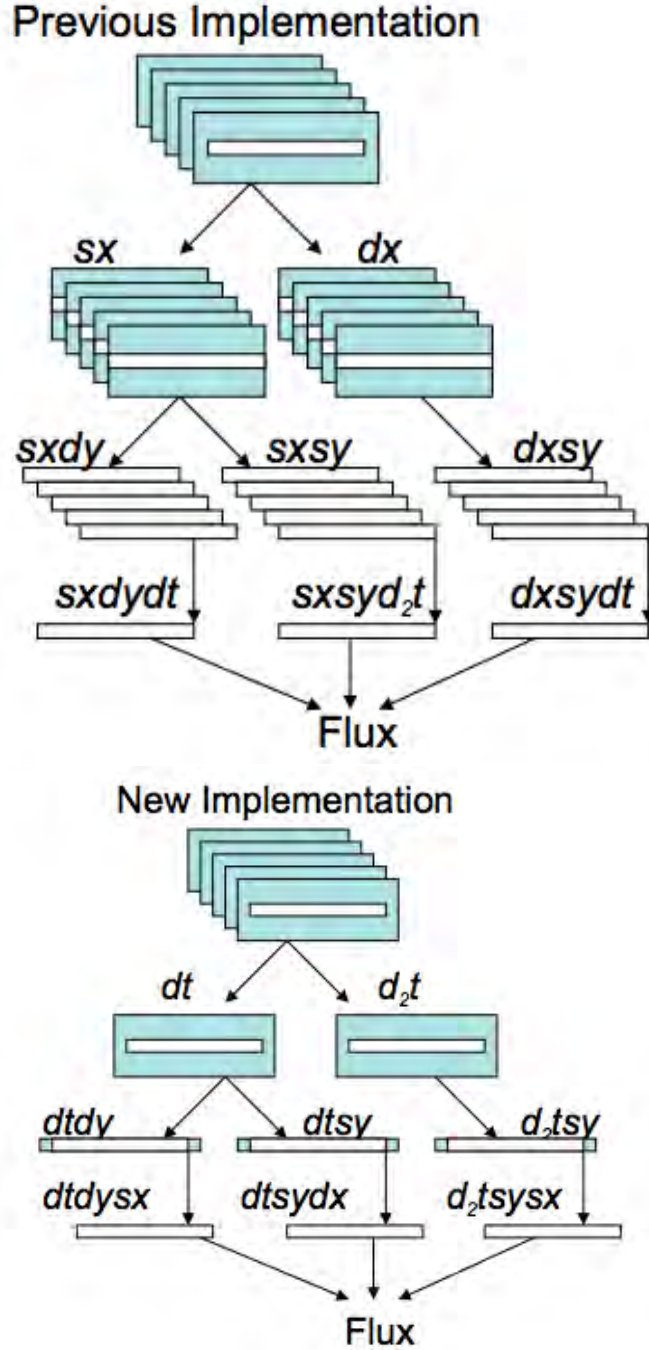 Previous Implementation
sx dx
sxdy sxsy dxsy
sxdydt sxsyd₂t dxsydt
Flux
New Implementation
dt d₂t
dtdy dtsy d₂tsy
dtdysx dtsydx d₂tsysx
Flux